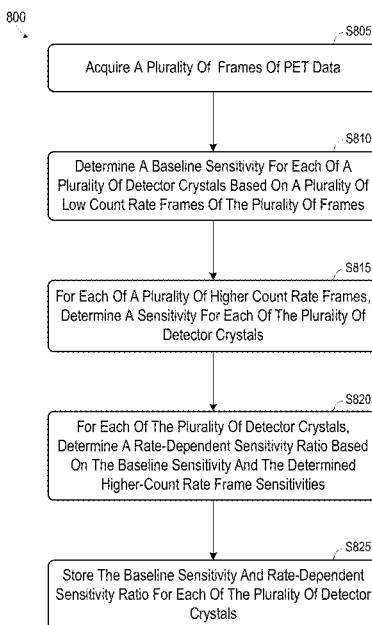 800
S805
Acquire A Plurality Of Frames Of PET Data
S810
Determine A Baseline Sensitivity For Each Of A
Plurality Of Detector Crystals Based On A Plurality Of
Low Count Rate Frames Of The Plurality Of Frames
S815
For Each Of A Plurality Of Higher Count Rate Frames,
Determine A Sensitivity For Each Of The Plurality Of
Detector Crystals
S820
For Each Of The Plurality Of Detector Crystals,
Determine A Rate-Dependent Sensitivity Ratio Based
On The Baseline Sensitivity And The Determined
Higher-Count Rate Frame Sensitivities
S825
Store The Baseline Sensitivity And Rate-Dependent
Sensitivity Ratio For Each Of The Plurality Of Detector
Crystals